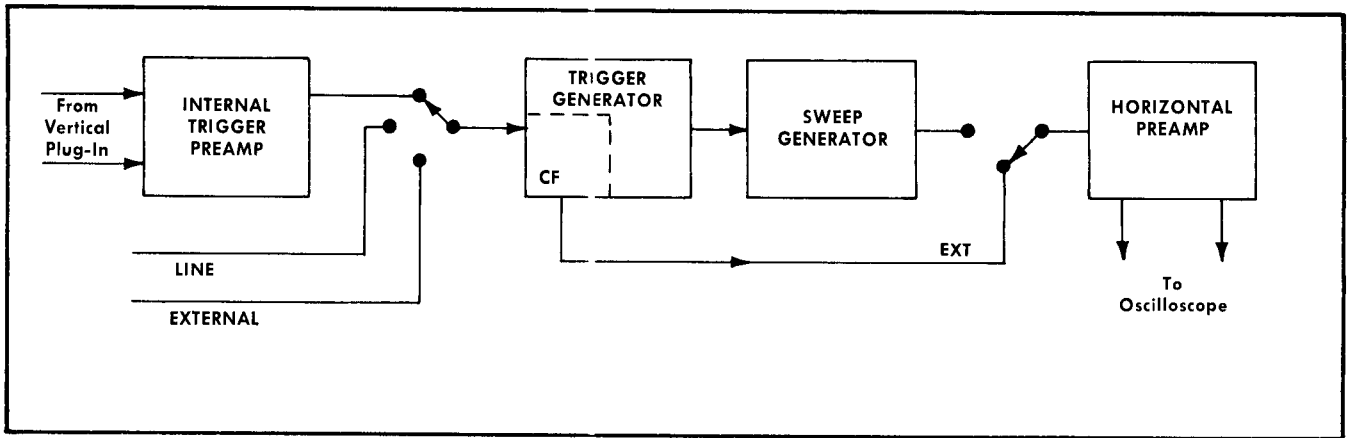 From
Vertical
Plug-In
INTERNAL
TRIGGER
PREAMP
LINE
EXTERNAL
TRIGGER
GENERATOR
CF
SWEEP
GENERATOR
EXT
HORIZONTAL
PREAMP
To
Oscilloscope